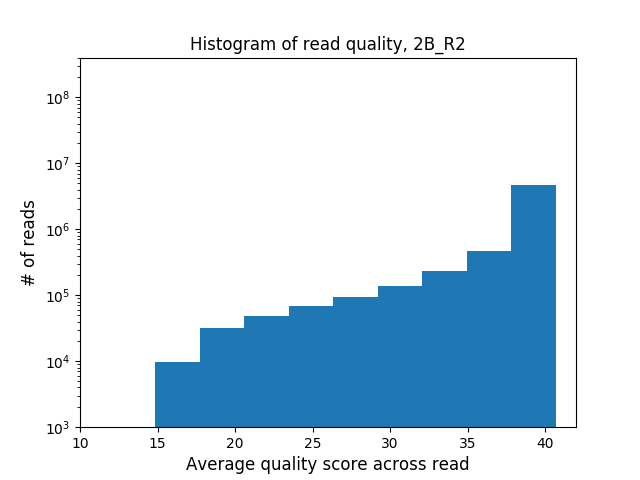 Histogram of read quality, 2B_R2
# of reads
10⁸
10⁷
10⁶
10⁵
10⁴
10³
10 15 20 25 30 35 40
Average quality score across read